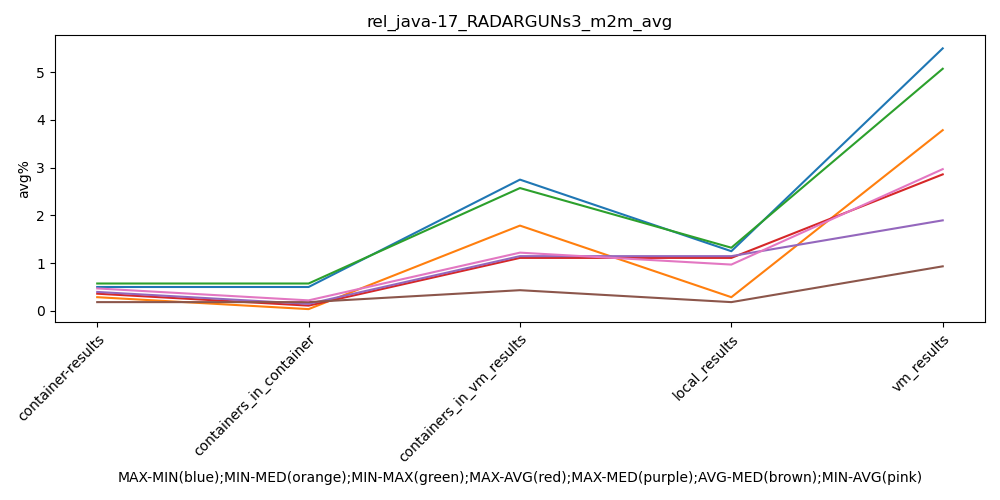 rel_java-17_RADARGUNs3_m2m_avg
5
4
3
2
1
0
avg%
container-results
containers_in_container
containers_in_vm_results
local_results
vm_results
MAX-MIN(blue);MIN-MED(orange);MIN-MAX(green);MAX-AVG(red);MAX-MED(purple);AVG-MED(brown);MIN-AVG(pink)